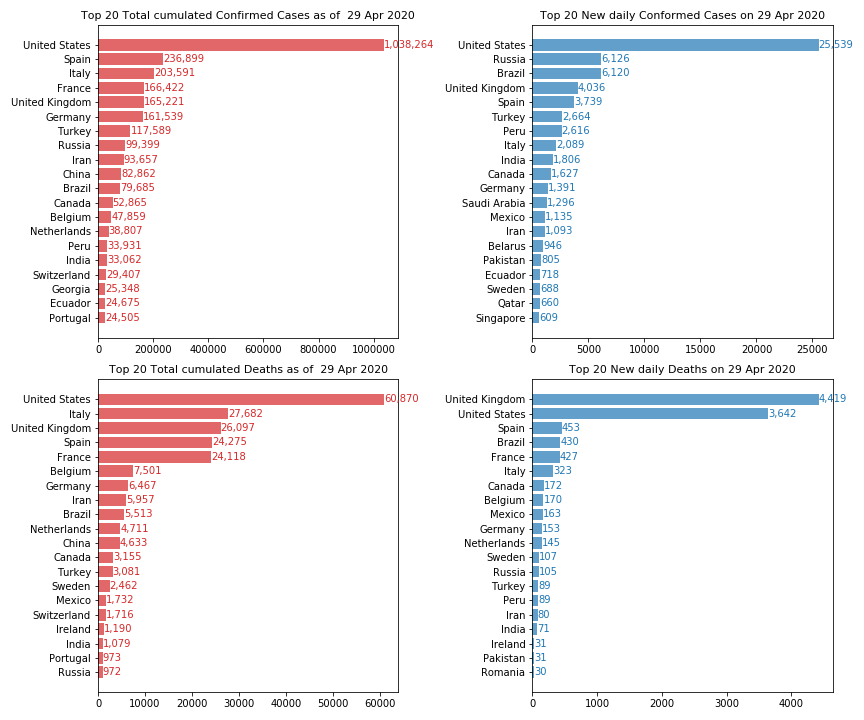 Top 20 Total cumulated Confirmed Cases as of  29 Apr 2020
United States 1,038,264
Spain 236,899
Italy 203,591
France 166,422
United Kingdom 165,221
Germany 161,539
Turkey 117,589
Russia 99,399
Iran 93,657
China 82,862
Brazil 79,685
Canada 52,865
Belgium 47,859
Netherlands 38,807
Peru 33,931
India 33,062
Switzerland 29,407
Georgia 25,348
Ecuador 24,675
Portugal 24,505
0 200000 400000 600000 800000 1000000
Top 20 New daily Conformed Cases on 29 Apr 2020
United States 25,539
Russia 6,126
Brazil 6,120
United Kingdom 4,036
Spain 3,739
Turkey 2,664
Peru 2,616
Italy 2,089
India 1,806
Canada 1,627
Germany 1,391
Saudi Arabia 1,296
Mexico 1,135
Iran 1,093
Belarus 946
Pakistan 805
Ecuador 718
Sweden 688
Qatar 660
Singapore 609
0 5000 10000 15000 20000 25000
Top 20 Total cumulated Deaths as of  29 Apr 2020
United States 60,870
Italy 27,682
United Kingdom 26,097
Spain 24,275
France 24,118
Belgium 7,501
Germany 6,467
Iran 5,957
Brazil 5,513
Netherlands 4,711
China 4,633
Canada 3,155
Turkey 3,081
Sweden 2,462
Mexico 1,732
Switzerland 1,716
Ireland 1,190
India 1,079
Portugal 973
Russia 972
0 10000 20000 30000 40000 50000 60000
Top 20 New daily Deaths on 29 Apr 2020
United Kingdom 4,419
United States 3,642
Spain 453
Brazil 430
France 427
Italy 323
Canada 172
Belgium 170
Mexico 163
Germany 153
Netherlands 145
Sweden 107
Russia 105
Turkey 89
Peru 89
Iran 80
India 71
Ireland 31
Pakistan 31
Romania 30
0 1000 2000 3000 4000